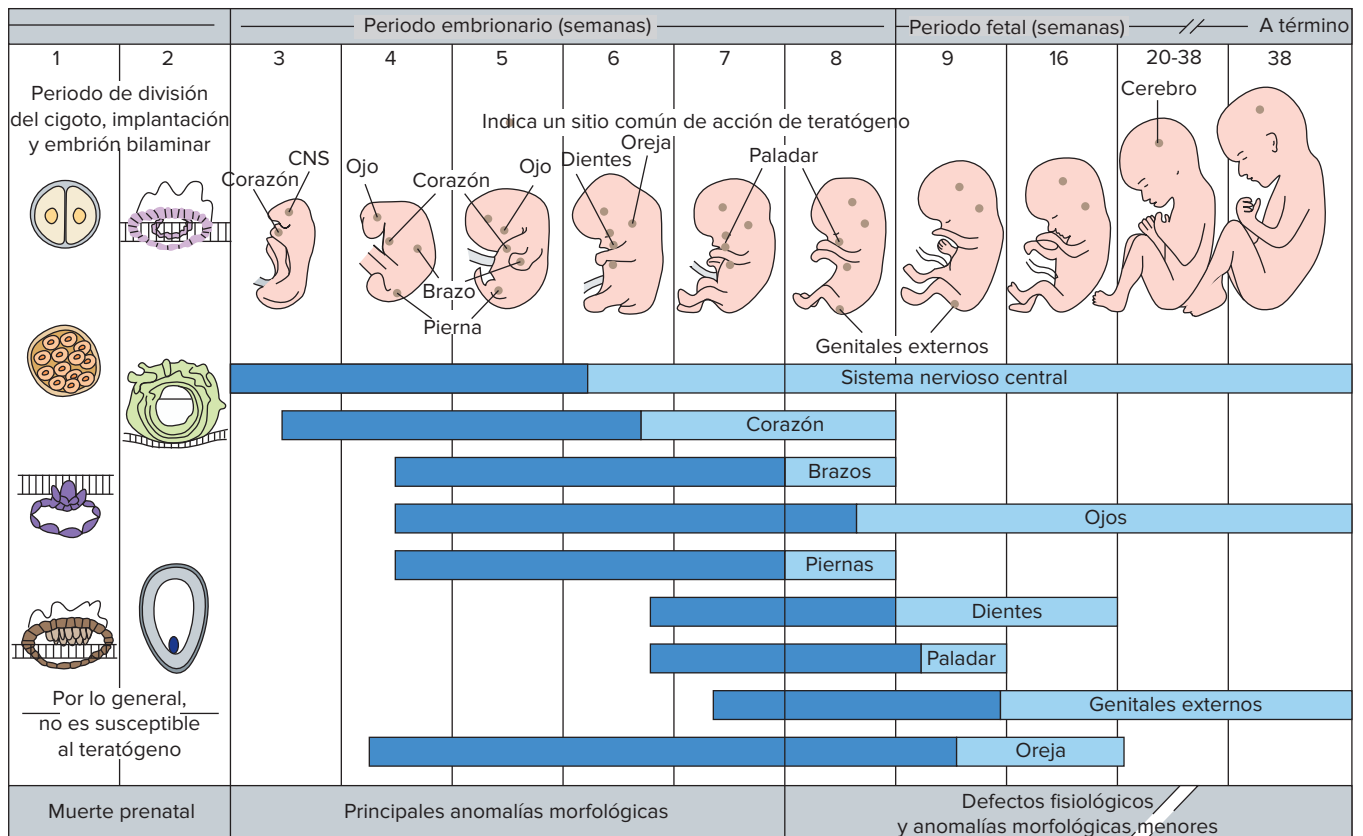 Periodo embrionario (semanas)
Periodo fetal (semanas)
A término
1
2
3
4
5
6
7
8
9
16
20-38
38
Periodo de división
del cigoto, implantación
y embrión bilaminar
Indica un sitio común de acción de teratógeno
Cerebro
CNS
Corazón
Ojo
Corazón
Ojo
Dientes
Oreja
Paladar
Brazo
Pierna
Genitales externos
Sistema nervioso central
Corazón
Brazos
Ojos
Piernas
Dientes
Paladar
Genitales externos
Oreja
Por lo general,
no es susceptible
al teratógeno
Muerte prenatal
Principales anomalías morfológicas
Defectos fisiológicos
y anomalías morfológicas menores